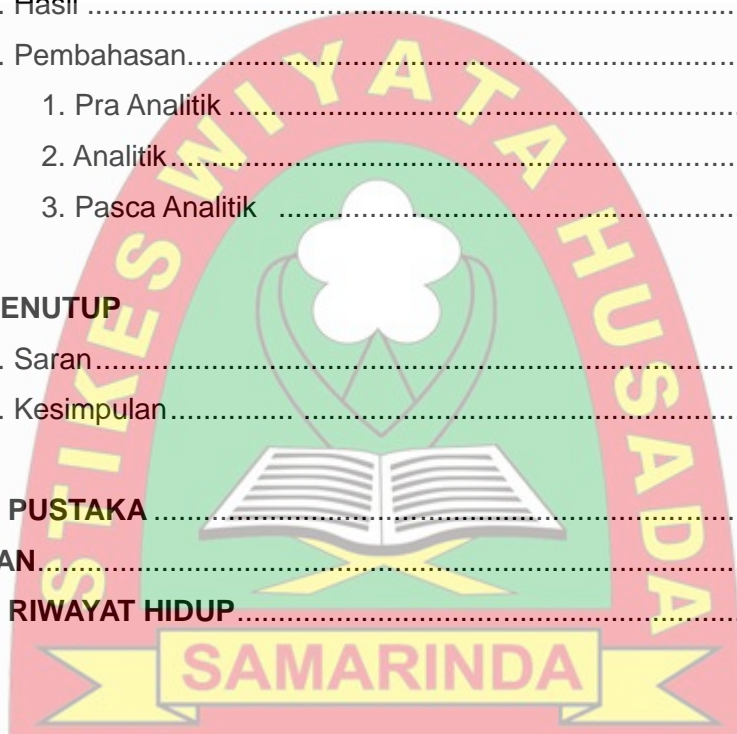 . Hasil ........................................................................................
. Pembahasan..............................................................................
1. Pra Analitik .....................................................................
2. Analitik............................................................................
3. Pasca Analitik ..............................................................
ENUTUP
. Saran.......................................................................................
. Kesimpulan..............................................................................
PUSTAKA .................................................................................
AN..............................................................................................
RIWAYAT HIDUP......................................................................
STIKES WIYATA HUSADA
SAMARINDA